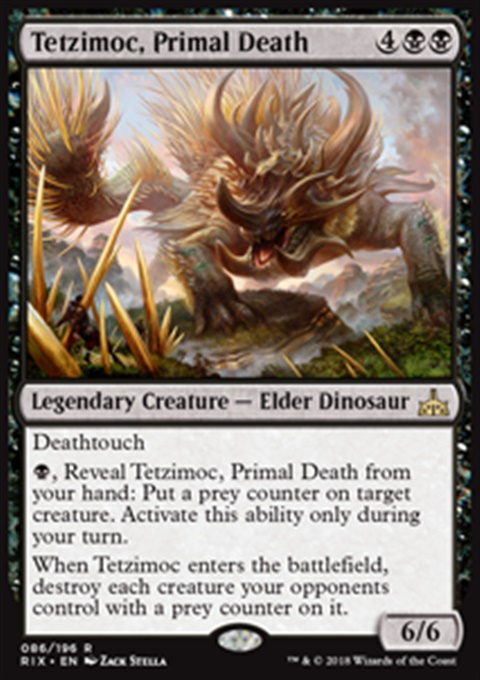 Tetzimoc, Primal Death 4
Legendary Creature — Elder Dinosaur
Deathtouch
, Reveal Tetzimoc, Primal Death from
your hand: Put a prey counter on target
creature. Activate this ability only during
your turn.
When Tetzimoc enters the battlefield,
destroy each creature your opponents
control with a prey counter on it.
6/6
086/196 R
RIX • EN Zack Stella
™ & © 2018 Wizards of the Coast